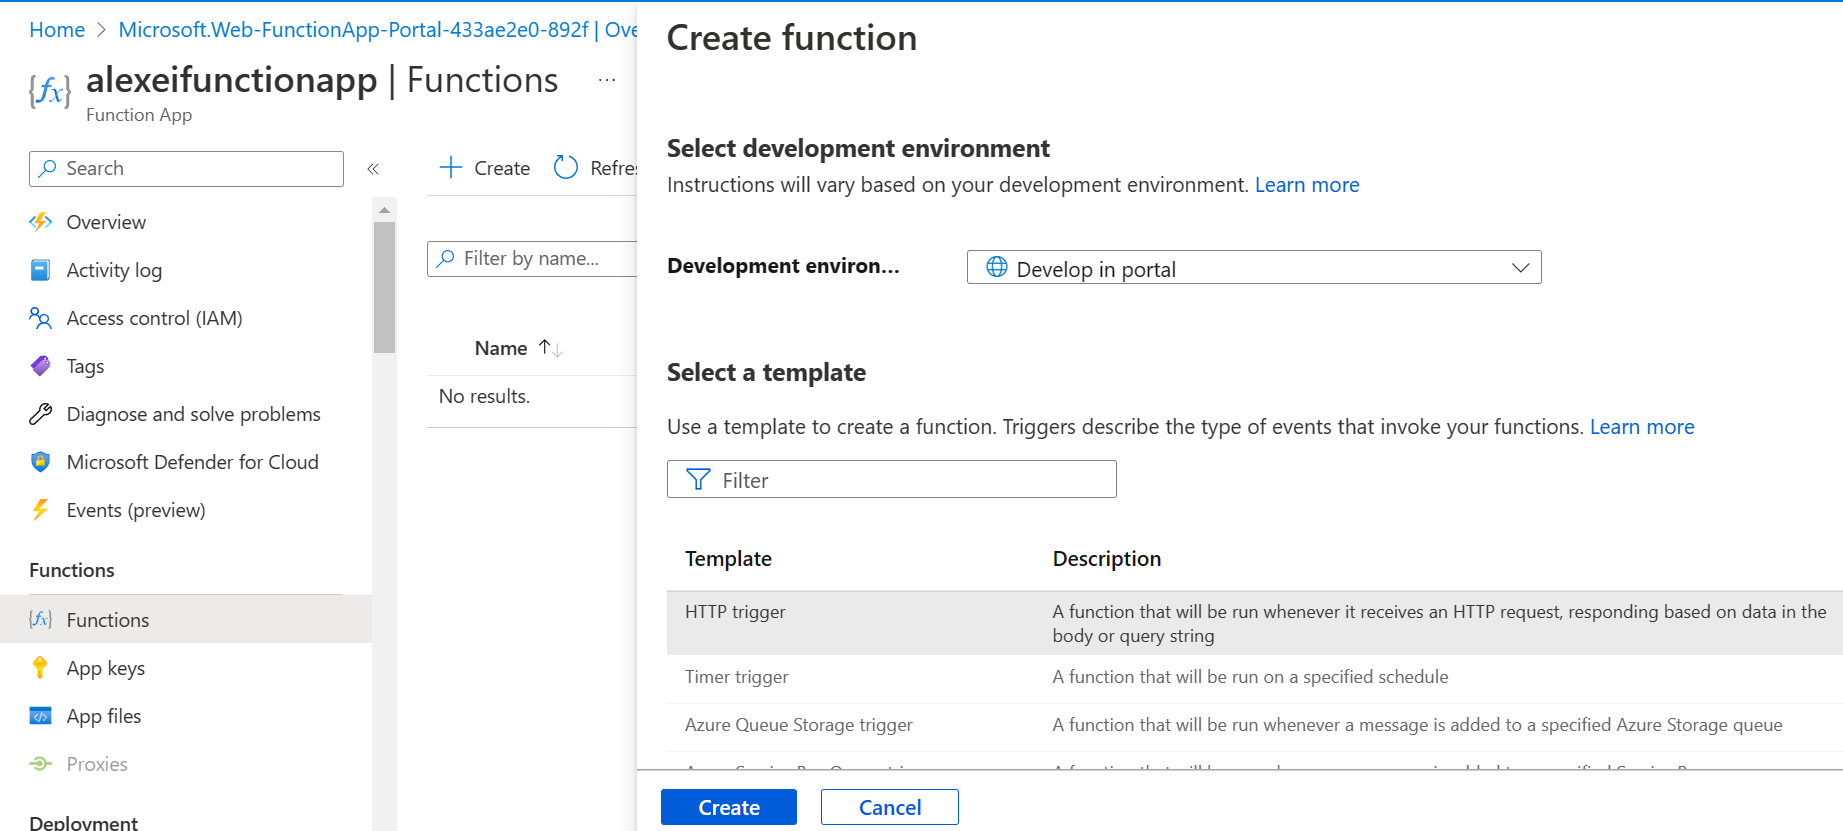 Home > Microsoft.Web-FunctionApp-Portal-433ae2e0-892f | Ove
alexeifunctionapp | Functions ...
Function App
Search
«
Overview
Activity log
Access control (IAM)
Tags
Diagnose and solve problems
Microsoft Defender for Cloud
Events (preview)
Functions
Functions
App keys
App files
Proxies
Deployment
+ Create Refres
Filter by name...
Name ↑↓
No results.
Create function
Select development environment
Instructions will vary based on your development environment. Learn more
Development environ... Develop in portal
Select a template
Use a template to create a function. Triggers describe the type of events that invoke your functions. Learn more
Filter
Template Description
HTTP trigger A function that will be run whenever it receives an HTTP request, responding based on data in the
body or query string
Timer trigger A function that will be run on a specified schedule
Azure Queue Storage trigger A function that will be run whenever a message is added to a specified Azure Storage queue
Create Cancel